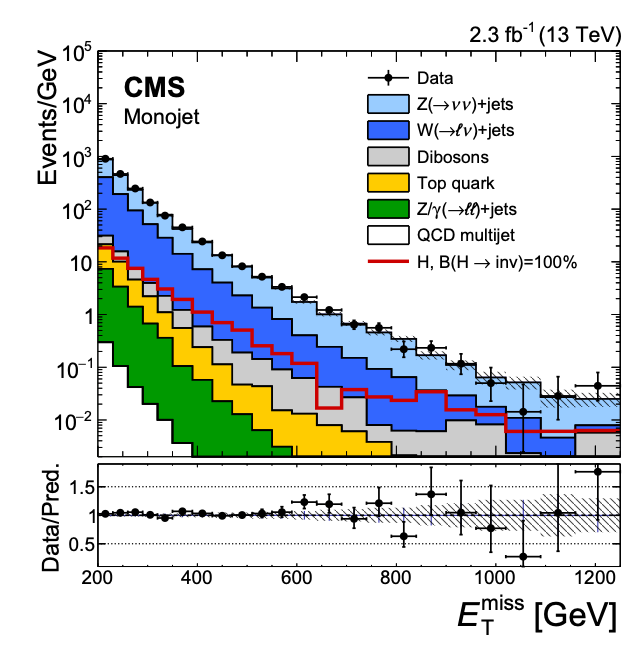 2.3 fb⁻¹ (13 TeV)
Events/GeV
10⁵
10⁴
10³
10²
10
1
10⁻¹
10⁻²
CMS
Monojet
Data
Z(→νν)+jets
W(→ℓν)+jets
Dibosons
Top quark
Z/γ(→ℓℓ)+jets
QCD multijet
H, B(H → inv)=100%
Data/Pred.
1.5
1
0.5
200 400 600 800 1000 1200
E_T^miss [GeV]